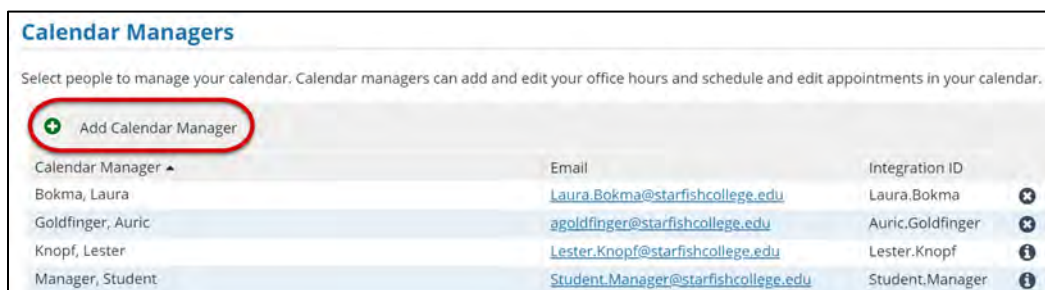 Calendar Managers
Select people to manage your calendar. Calendar managers can add and edit your office hours and schedule and edit appointments in your calendar.
Add Calendar Manager
Calendar Manager Email Integration ID
Bokma, Laura Laura.Bokma@starfishcollege.edu Laura.Bokma
Goldfinger, Auric agoldfinger@starfishcollege.edu Auric.Goldfinger
Knopf, Lester Lester.Knopf@starfishcollege.edu Lester.Knopf
Manager, Student Student.Manager@starfishcollege.edu Student.Manager